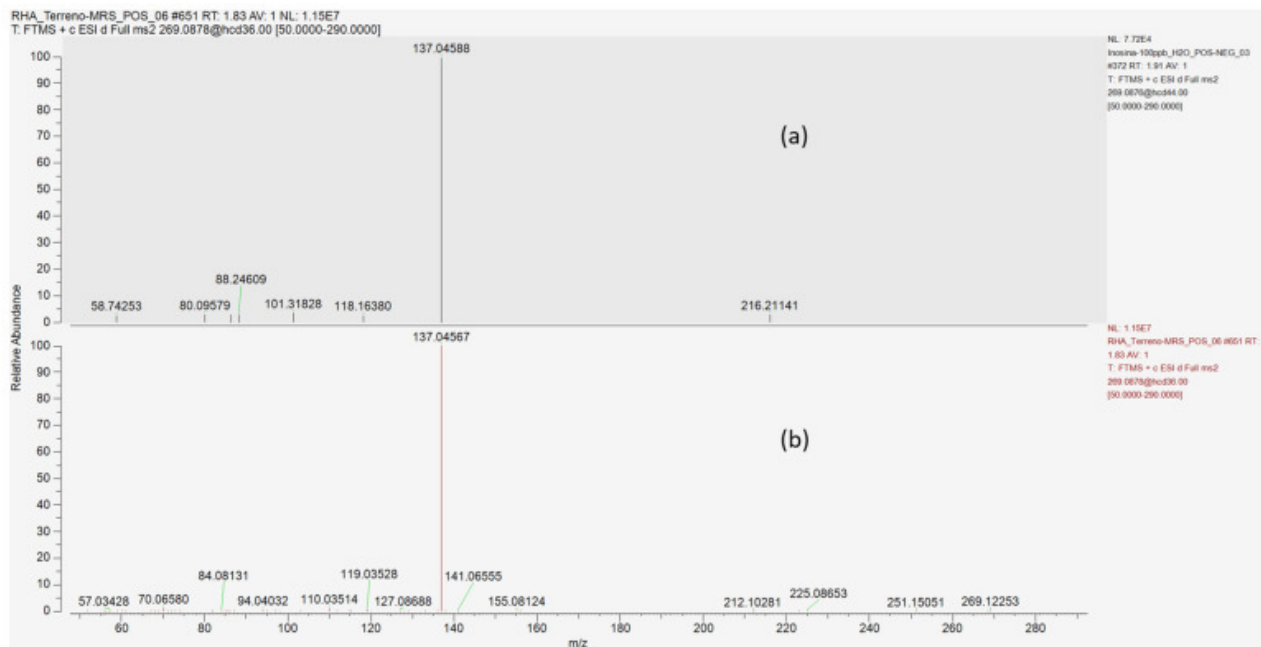 RHA_Terreno-MRS_POS_06 #651 RT: 1.83 AV: 1 NL: 1.15E7
T: FTMS + c ESI d Full ms2 269.0878@hcd36.00 [50.0000-290.0000]
137.04588
NL: 7.72E4
Inosina-100ppb_H2O_POS-NEG_03
#372 RT: 1.91 AV: 1
T: FTMS + c ESI d Full ms2
269.0876@hcd44.00
[50.0000-290.0000]
100
90
80
70
60
50
40
30
20
10
0
(a)
88.24609
58.74253 80.09579 101.31828 118.16380 216.21141
Relative Abundance
137.04567
NL: 1.15E7
RHA_Terreno-MRS_POS_06 #651 RT:
1.83 AV: 1
T: FTMS + c ESI d Full ms2
269.0878@hcd36.00
[50.0000-290.0000]
100
90
80
70
60
50
40
30
20
10
0
(b)
84.08131 119.03528 141.06555
225.08653
57.03428 70.06580 94.04032 110.03514 127.08688 155.08124 212.10281 251.15051 269.12253
60 80 100 120 140 160 180 200 220 240 260 280
m/z